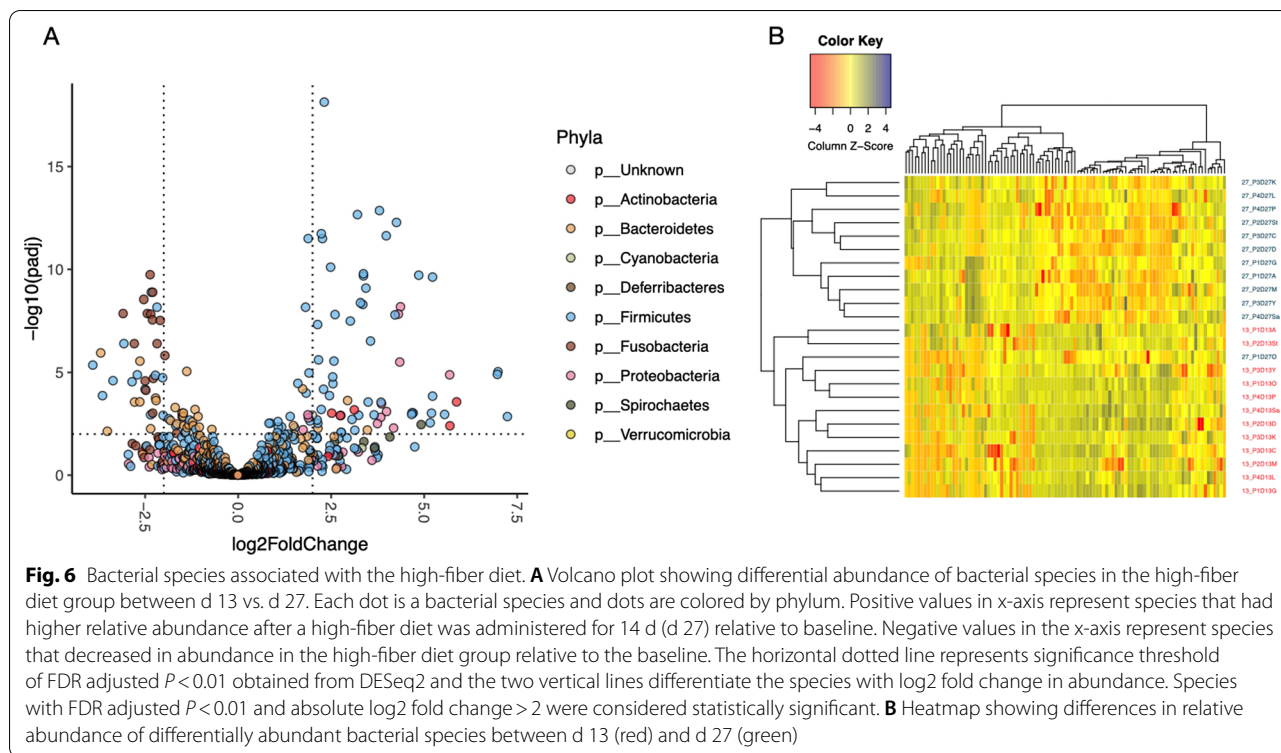 A
−log10(padj)
15
10
5
0
-2.5
0.0
2.5
5.0
7.5
log2FoldChange
Phyla
p__Unknown
p__Actinobacteria
p__Bacteroidetes
p__Cyanobacteria
p__Deferribacteres
p__Firmicutes
p__Fusobacteria
p__Proteobacteria
p__Spirochaetes
p__Verrucomicrobia
B
Color Key
−4 0 2 4
Column Z−Score
27_P3D27K
27_P4D27L
27_P4D27P
27_P2D27St
27_P3D27C
27_P2D27D
27_P1D27G
27_P1D27A
27_P2D27M
27_P3D27Y
27_P4D27Sa
13_P1D13A
13_P2D13St
27_P1D27O
13_P3D13Y
13_P1D13O
13_P4D13P
13_P4D13Sa
13_P2D13D
13_P3D13K
13_P3D13C
13_P2D13M
13_P4D13L
13_P1D13G
Fig. 6 Bacterial species associated with the high-fiber diet. A Volcano plot showing differential abundance of bacterial species in the high-fiber
diet group between d 13 vs. d 27. Each dot is a bacterial species and dots are colored by phylum. Positive values in x-axis represent species that had
higher relative abundance after a high-fiber diet was administered for 14 d (d 27) relative to baseline. Negative values in the x-axis represent species
that decreased in abundance in the high-fiber diet group relative to the baseline. The horizontal dotted line represents significance threshold
of FDR adjusted P < 0.01 obtained from DESeq2 and the two vertical lines differentiate the species with log2 fold change in abundance. Species
with FDR adjusted P < 0.01 and absolute log2 fold change > 2 were considered statistically significant. B Heatmap showing differences in relative
abundance of differentially abundant bacterial species between d 13 (red) and d 27 (green)